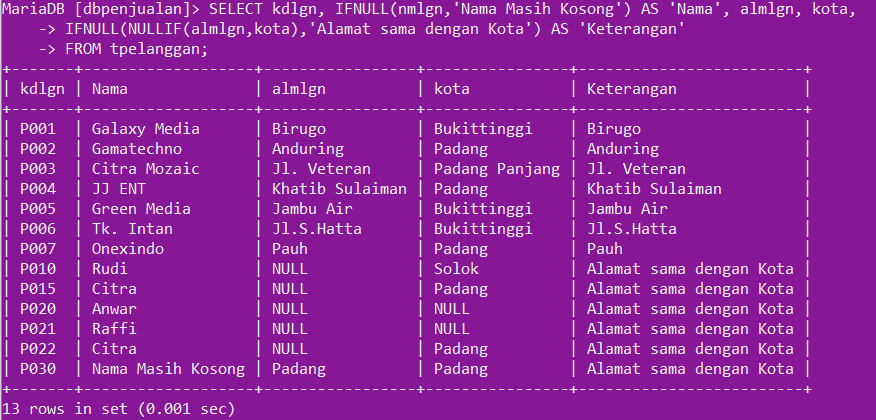 MariaDB [dbpenjualan]> SELECT kdlgn, IFNULL(nmlgn,'Nama Masih Kosong') AS 'Nama', almlgn, kota,
    -> IFNULL(NULLIF(almlgn,kota),'Alamat sama dengan Kota') AS 'Keterangan'
    -> FROM tpelanggan;
+-------+-------------------+-----------------+----------------+-------------------------+
| kdlgn | Nama              | almlgn          | kota           | Keterangan              |
+-------+-------------------+-----------------+----------------+-------------------------+
| P001  | Galaxy Media      | Birugo          | Bukittinggi    | Birugo                  |
| P002  | Gamatechno        | Anduring        | Padang         | Anduring                |
| P003  | Citra Mozaic      | Jl. Veteran     | Padang Panjang | Jl. Veteran             |
| P004  | JJ ENT            | Khatib Sulaiman | Padang         | Khatib Sulaiman         |
| P005  | Green Media       | Jambu Air       | Bukittinggi    | Jambu Air               |
| P006  | Tk. Intan         | Jl.S.Hatta      | Bukittinggi    | Jl.S.Hatta              |
| P007  | Onexindo          | Pauh            | Padang         | Pauh                    |
| P010  | Rudi              | NULL            | Solok          | Alamat sama dengan Kota |
| P015  | Citra             | NULL            | Padang         | Alamat sama dengan Kota |
| P020  | Anwar             | NULL            | NULL           | Alamat sama dengan Kota |
| P021  | Raffi             | NULL            | NULL           | Alamat sama dengan Kota |
| P022  | Citra             | NULL            | Padang         | Alamat sama dengan Kota |
| P030  | Nama Masih Kosong | Padang          | Padang         | Alamat sama dengan Kota |
+-------+-------------------+-----------------+----------------+-------------------------+
13 rows in set (0.001 sec)